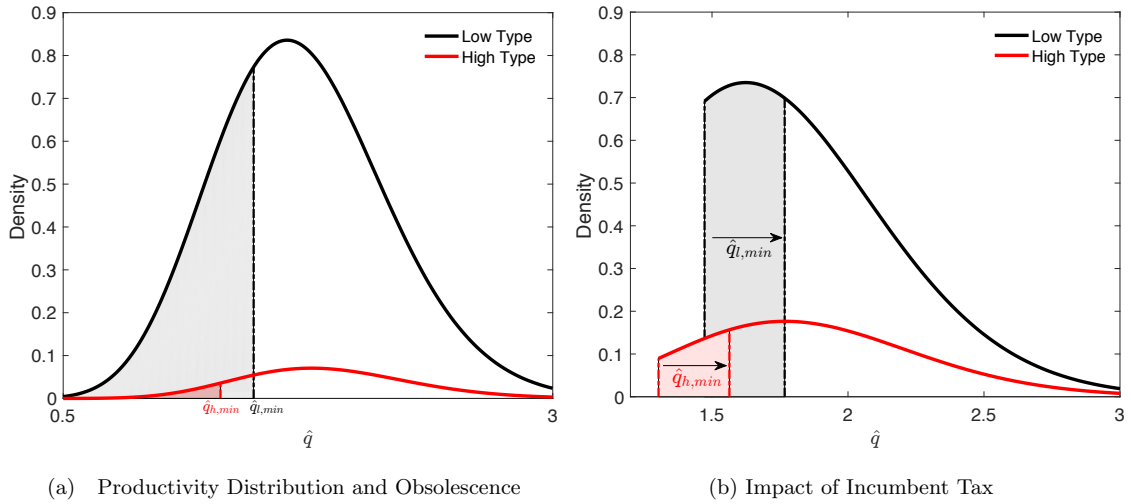 0.9
0.8
0.7
0.6
0.5
0.4
0.3
0.2
0.1
0
Density
Low Type
High Type
q̂h,min
q̂l,min
0.5
3
q̂
(a) Productivity Distribution and Obsolescence
0.9
0.8
0.7
0.6
0.5
0.4
0.3
0.2
0.1
0
Density
Low Type
High Type
q̂l,min
q̂h,min
1.5
2
2.5
3
q̂
(b) Impact of Incumbent Tax